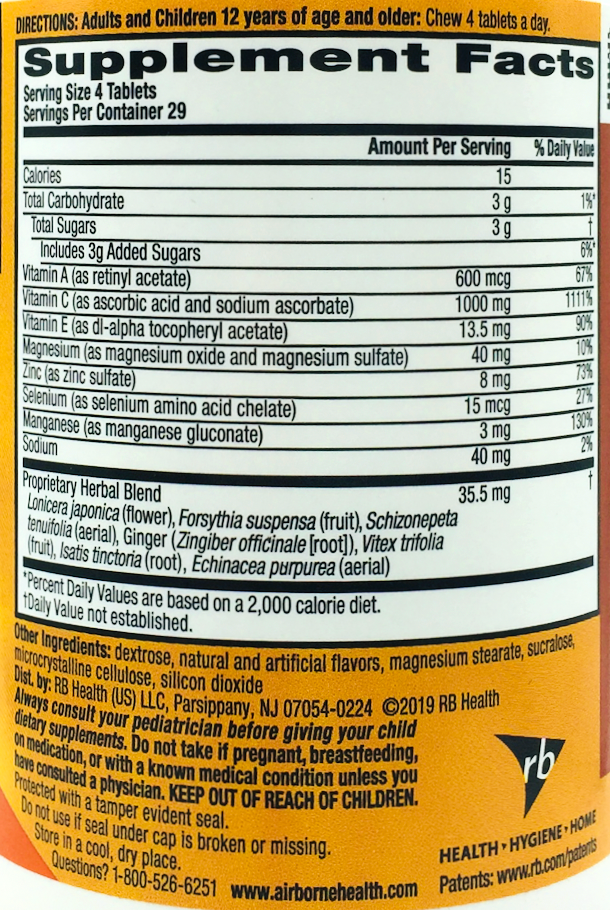 DIRECTIONS: Adults and Children 12 years of age and older: Chew 4 tablets a day.
Supplement Facts
Serving Size 4 Tablets
Servings Per Container 29
Amount Per Serving % Daily Value
Calories 15
Total Carbohydrate 3 g 1%*
Total Sugars 3 g †
Includes 3g Added Sugars 6%*
Vitamin A (as retinyl acetate) 600 mcg 67%
Vitamin C (as ascorbic acid and sodium ascorbate) 1000 mg 1111%
Vitamin E (as dl-alpha tocopheryl acetate) 13.5 mg 90%
Magnesium (as magnesium oxide and magnesium sulfate) 40 mg 10%
Zinc (as zinc sulfate) 8 mg 73%
Selenium (as selenium amino acid chelate) 15 mcg 27%
Manganese (as manganese gluconate) 3 mg 130%
Sodium 40 mg 2%
Proprietary Herbal Blend 35.5 mg †
Lonicera japonica (flower), Forsythia suspensa (fruit), Schizonepeta
tenuifolia (aerial), Ginger (Zingiber officinale [root]), Vitex trifolia
(fruit), Isatis tinctoria (root), Echinacea purpurea (aerial)
*Percent Daily Values are based on a 2,000 calorie diet.
†Daily Value not established.
Other Ingredients: dextrose, natural and artificial flavors, magnesium stearate, sucralose,
microcrystalline cellulose, silicon dioxide
Dist. by: RB Health (US) LLC, Parsippany, NJ 07054-0224 ©2019 RB Health
Always consult your pediatrician before giving your child
dietary supplements. Do not take if pregnant, breastfeeding,
on medication, or with a known medical condition unless you
have consulted a physician. KEEP OUT OF REACH OF CHILDREN.
Protected with a tamper evident seal.
Do not use if seal under cap is broken or missing.
Store in a cool, dry place.
Questions? 1-800-526-6251 www.airbornehealth.com
rb
HEALTH • HYGIENE • HOME
Patents: www.rb.com/patents